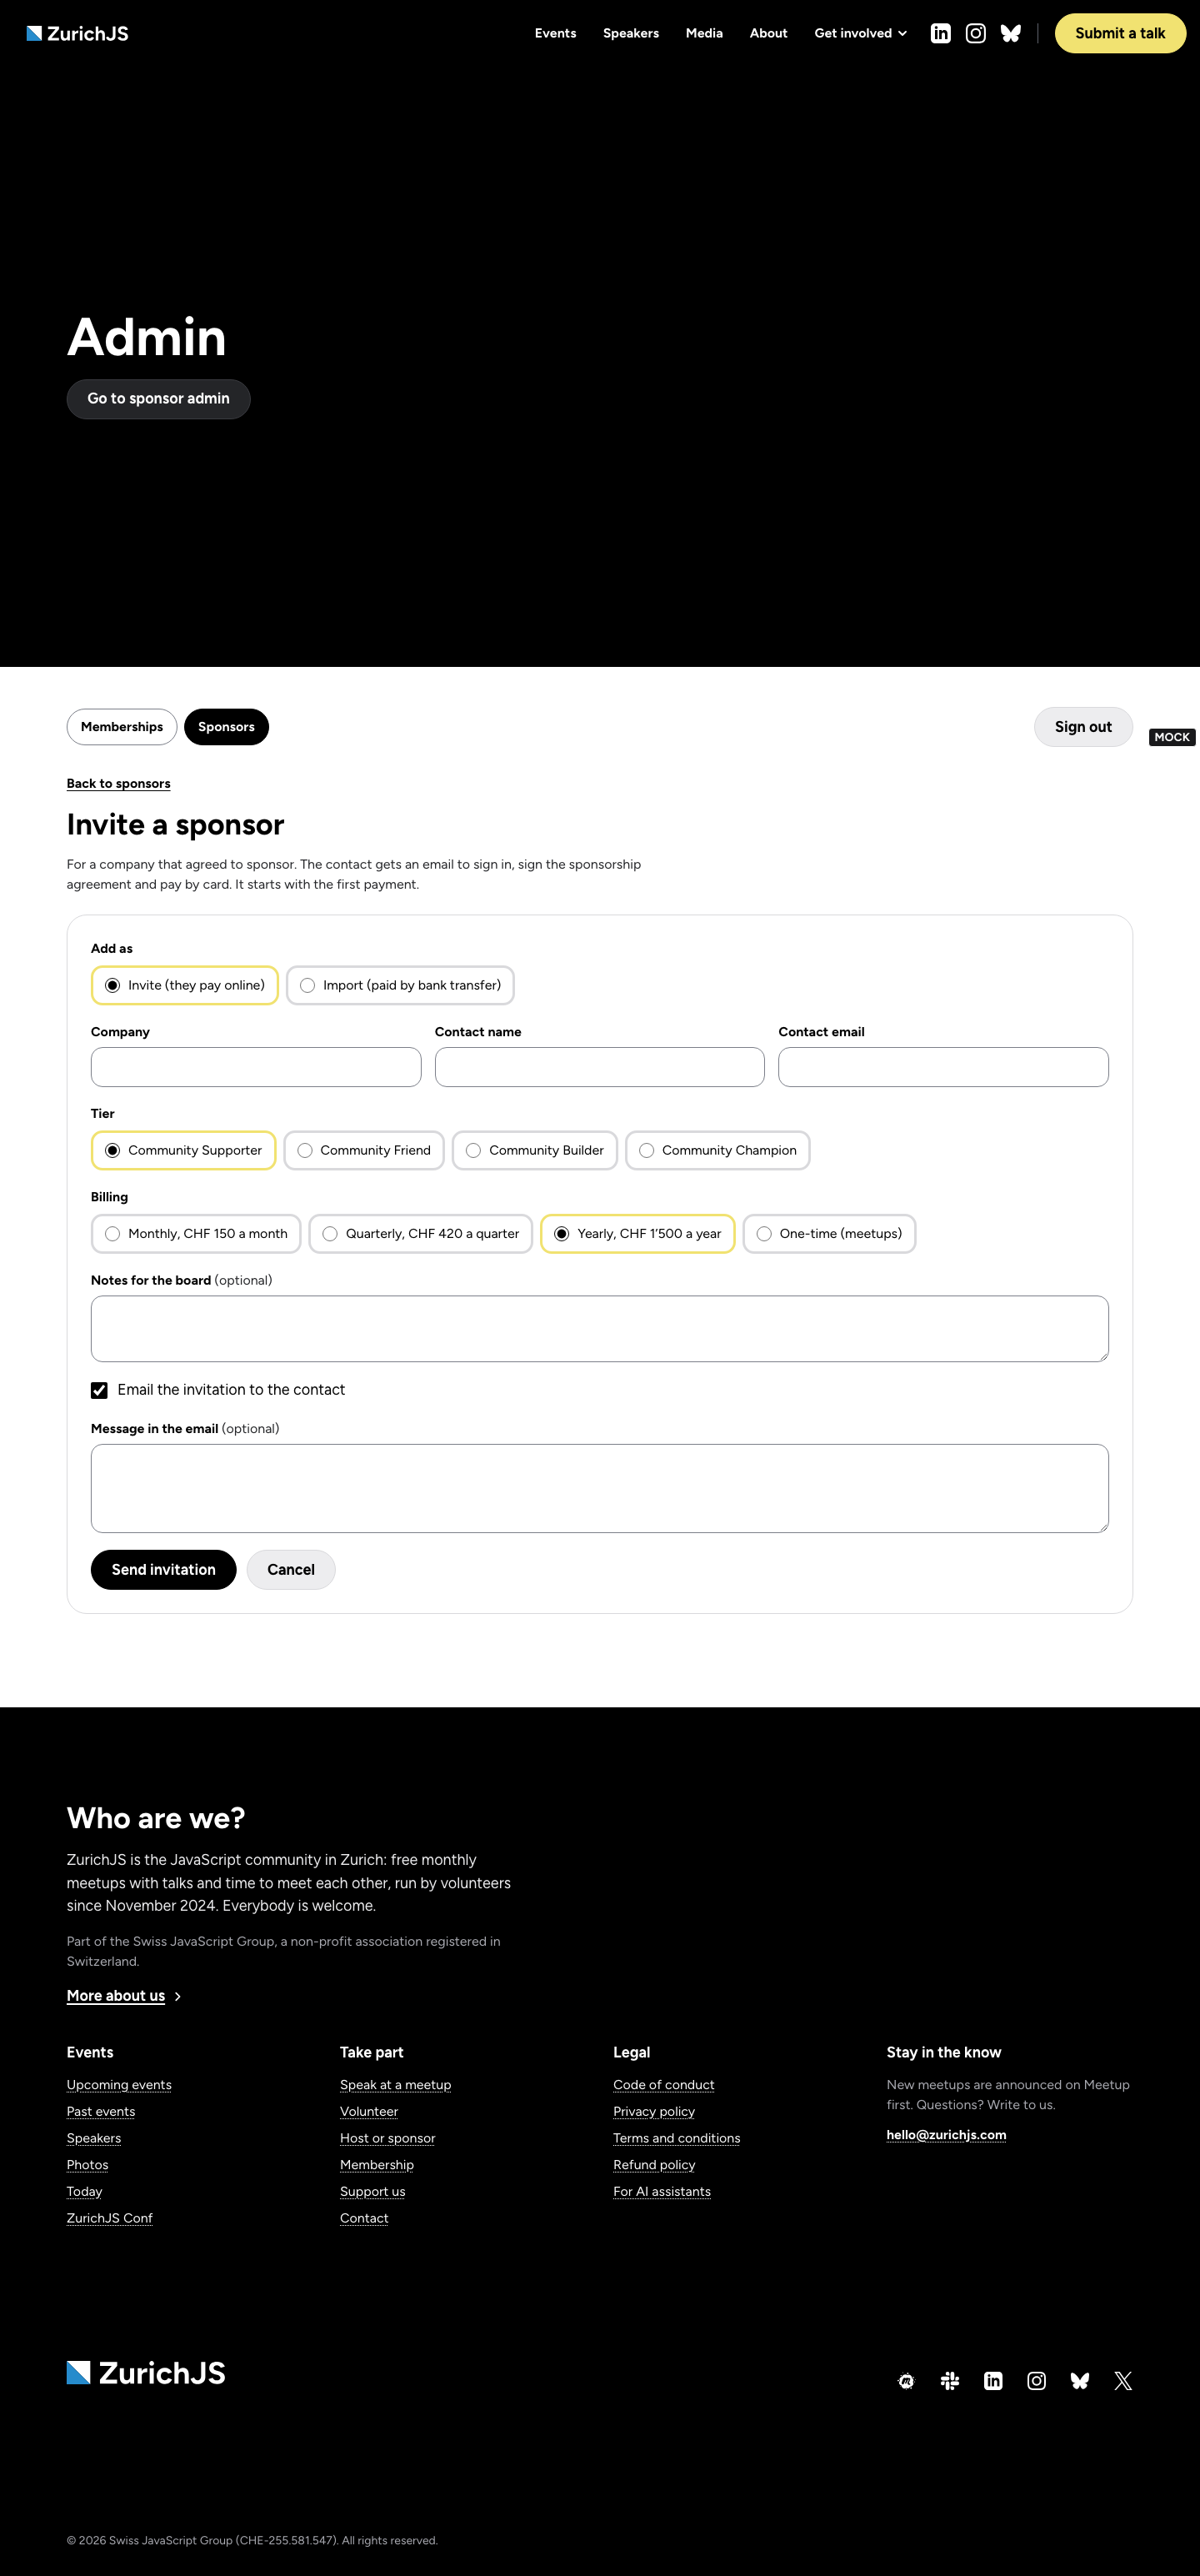 ZurichJS
Events
Speakers
Media
About
Get involved
Submit a talk
Admin
Go to sponsor admin
Memberships
Sponsors
Sign out
MOCK
Back to sponsors
Invite a sponsor
For a company that agreed to sponsor. The contact gets an email to sign in, sign the sponsorship
agreement and pay by card. It starts with the first payment.
Add as
Invite (they pay online)
Import (paid by bank transfer)
Company
Contact name
Contact email
Tier
Community Supporter
Community Friend
Community Builder
Community Champion
Billing
Monthly, CHF 150 a month
Quarterly, CHF 420 a quarter
Yearly, CHF 1’500 a year
One-time (meetups)
Notes for the board (optional)
Email the invitation to the contact
Message in the email (optional)
Send invitation
Cancel
Who are we?
ZurichJS is the JavaScript community in Zurich: free monthly
meetups with talks and time to meet each other, run by volunteers
since November 2024. Everybody is welcome.
Part of the Swiss JavaScript Group, a non-profit association registered in
Switzerland.
More about us
Events
Upcoming events
Past events
Speakers
Photos
Today
ZurichJS Conf
Take part
Speak at a meetup
Volunteer
Host or sponsor
Membership
Support us
Contact
Legal
Code of conduct
Privacy policy
Terms and conditions
Refund policy
For AI assistants
Stay in the know
New meetups are announced on Meetup
first. Questions? Write to us.
hello@zurichjs.com
ZurichJS
© 2026 Swiss JavaScript Group (CHE-255.581.547). All rights reserved.